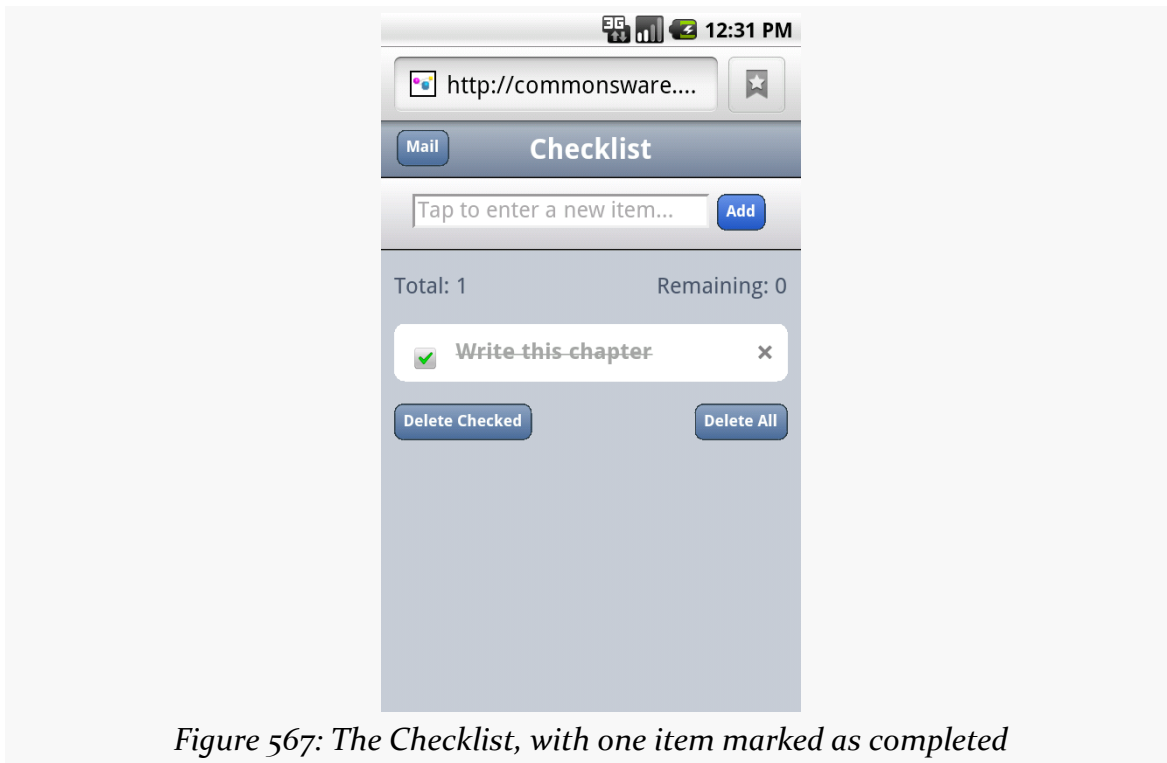 3G 12:31 PM
http://commonsware....
Mail Checklist
Tap to enter a new item... Add
Total: 1 Remaining: 0
Write this chapter ×
Delete Checked Delete All
Figure 567: The Checklist, with one item marked as completed